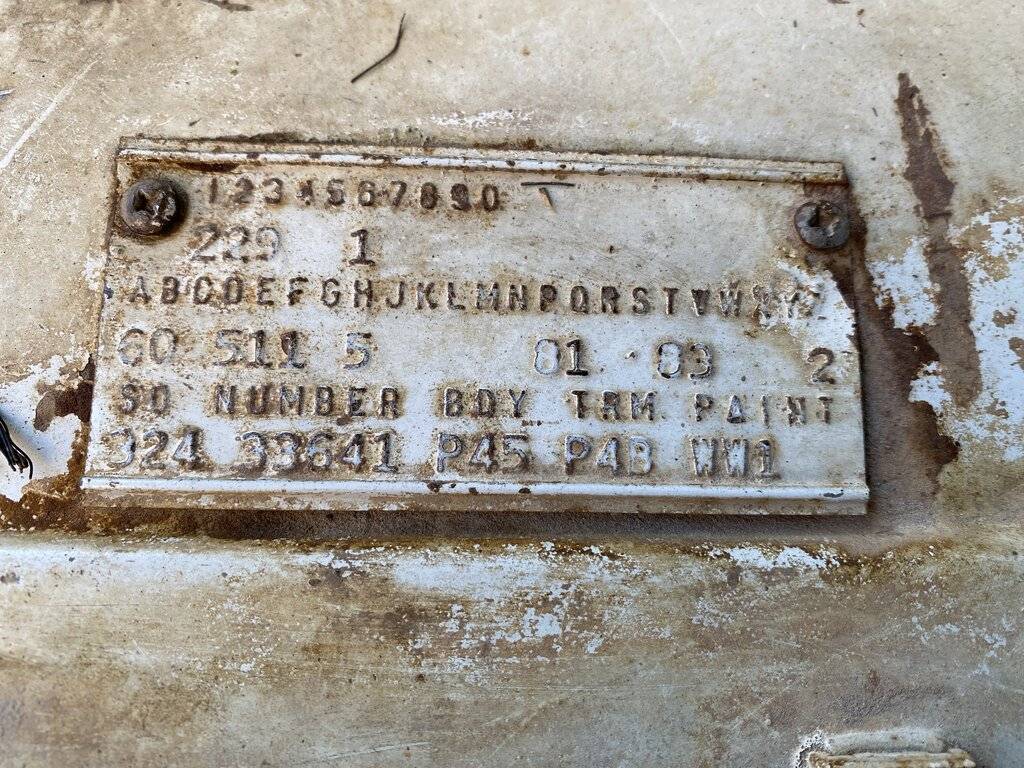 1234567890
229 1
ABCDEFGHJKLMNPQRSTVWXYZ
60 511 5 81 83 2
SO NUMBER BDY TRM PAINT
324 33641 P45 P4B WW1